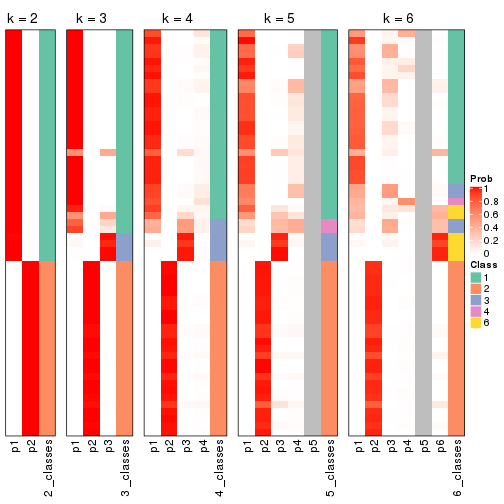 k = 2
k = 3
k = 4
k = 5
k = 6
Prob
1
0.8
0.6
0.4
0.2
0
Class
1
2
3
4
6
p1
p2
2_classes
p1
p2
p3
3_classes
p1
p2
p3
p4
4_classes
p1
p2
p3
p4
p5
5_classes
p1
p2
p3
p4
p5
p6
6_classes